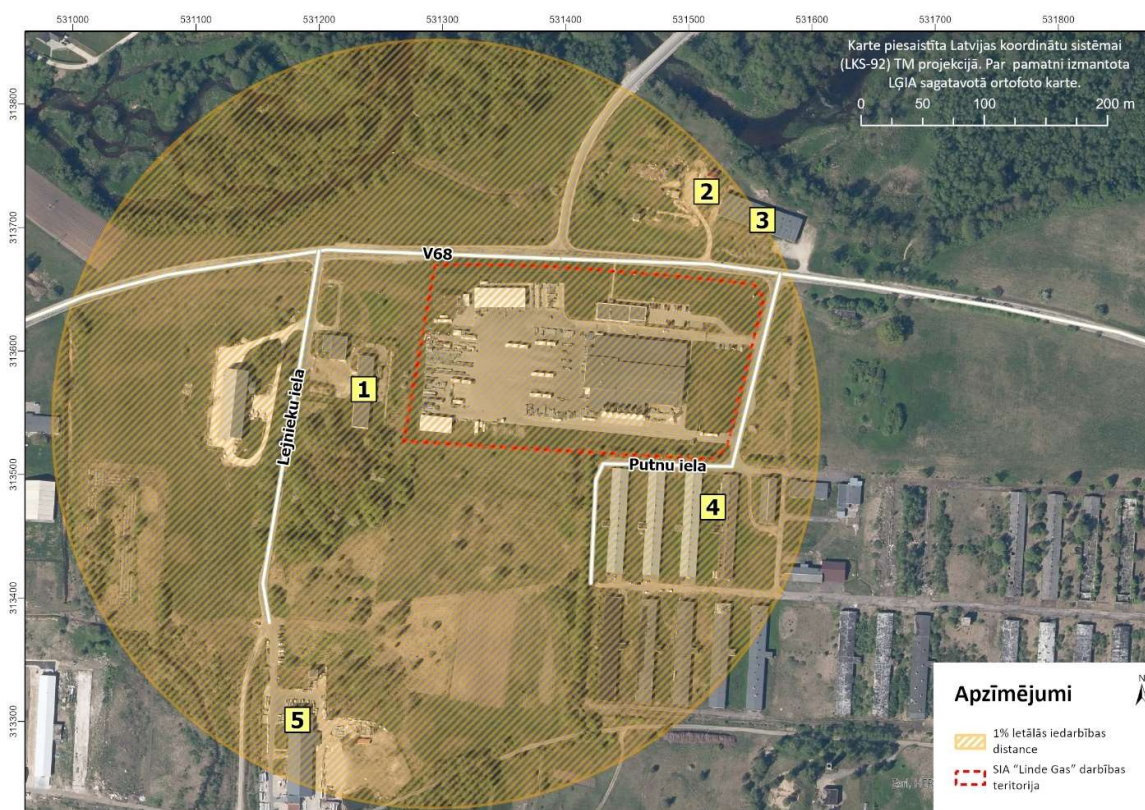 531000 531100 531200 531300 531400 531500 531600 531700 531800
Karte piesaistīta Latvijas koordinātu sistēmai
(LKS-92) TM projekcijā. Par pamatni izmantota
LĢIA sagatavotā ortofoto karte.
0 50 100 200 m
313800
313700
313600
313500
313400
313300
2
3
V68
1
Lejnieku iela
Putnu iela
4
5
Apzīmējumi
N
1% letālās iedarbības
distance
SIA "Linde Gas" darbības
teritorija